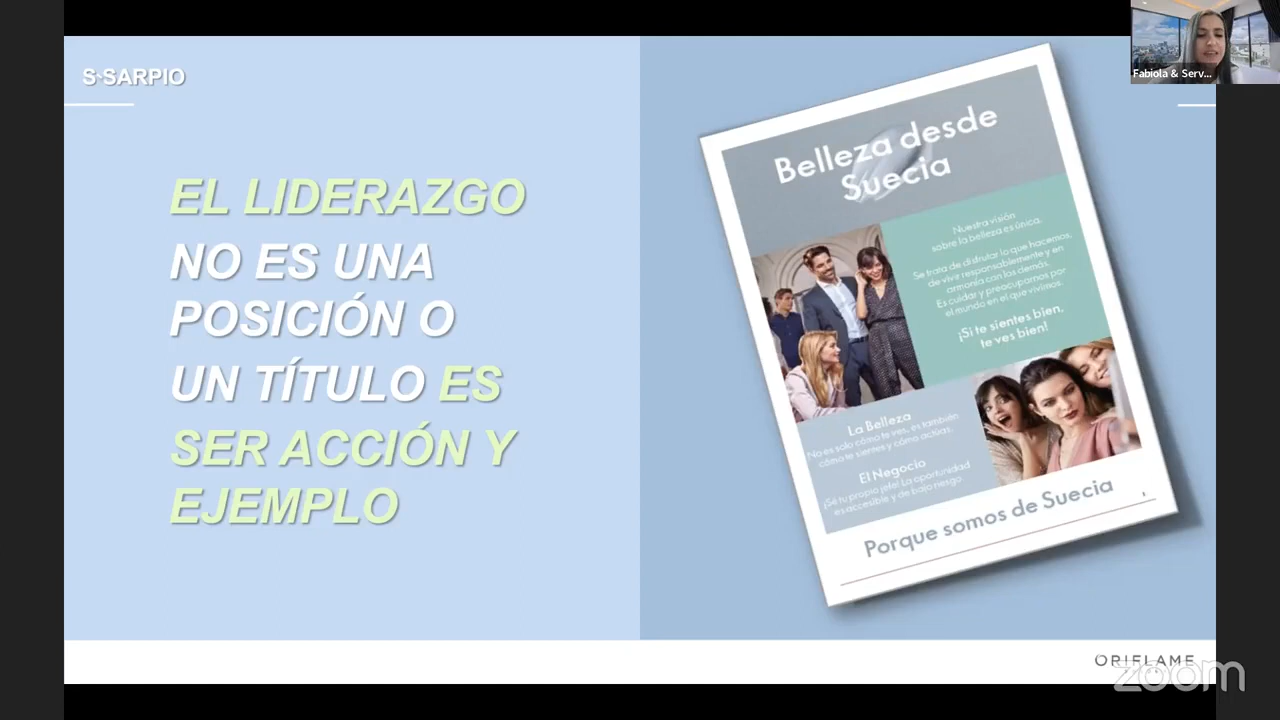 S`SARPIO
EL LIDERAZGO
NO ES UNA
POSICIÓN O
UN TÍTULO ES
SER ACCIÓN Y
EJEMPLO
Belleza desde
Suecia
Nuestra visión
sobre la belleza es única.
Se trata de disfrutar lo que hacemos,
de vivir responsablemente y en
armonía con los demás.
Es cuidar y preocuparnos por
el mundo en el que vivimos.
¡Si te sientes bien,
te ves bien!
La Belleza
No es solo cómo te ves, es también
cómo te sientes y cómo actúas.
El Negocio
¡Sé tu propio jefe! La oportunidad
es accesible y de bajo riesgo
Porque somos de Suecia
Fabiola & Serv...
ORIFLAME
zoom